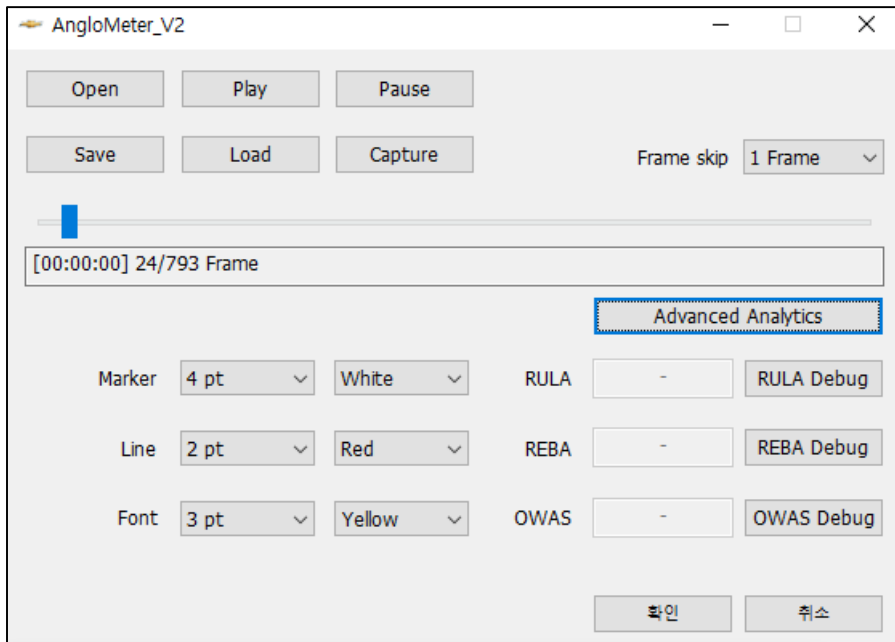 AngloMeter_V2
Open Play Pause
Save Load Capture Frame skip 1 Frame
[00:00:00] 24/793 Frame
Advanced Analytics
Marker 4 pt White RULA - RULA Debug
Line 2 pt Red REBA - REBA Debug
Font 3 pt Yellow OWAS - OWAS Debug
확인 취소